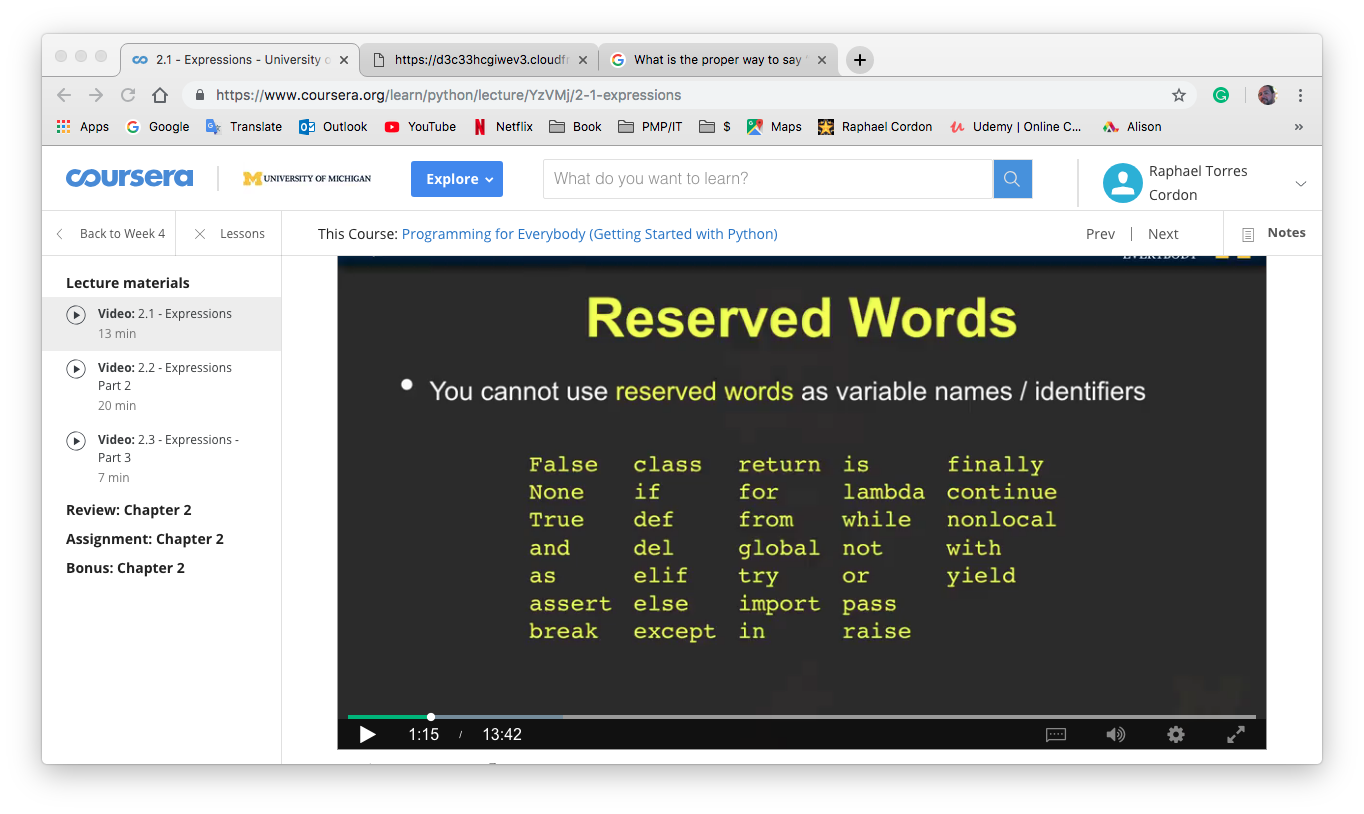 2.1 - Expressions - University o
https://d3c33hcgiwev3.cloudfr
What is the proper way to say "
https://www.coursera.org/learn/python/lecture/YzVMj/2-1-expressions
Apps Google Translate Outlook YouTube Netflix Book PMP/IT $ Maps Raphael Cordon Udemy | Online C... Alison »
coursera
UNIVERSITY OF MICHIGAN
Explore
What do you want to learn?
Raphael Torres
Cordon
Back to Week 4
Lessons
This Course: Programming for Everybody (Getting Started with Python)
Prev | Next
Notes
Lecture materials
Video: 2.1 - Expressions
13 min
Video: 2.2 - Expressions
Part 2
20 min
Video: 2.3 - Expressions -
Part 3
7 min
Review: Chapter 2
Assignment: Chapter 2
Bonus: Chapter 2
EVERYBODY
Reserved Words
• You cannot use reserved words as variable names / identifiers
False class return is finally
None if for lambda continue
True def from while nonlocal
and del global not with
as elif try or yield
assert else import pass
break except in raise
1:15 / 13:42